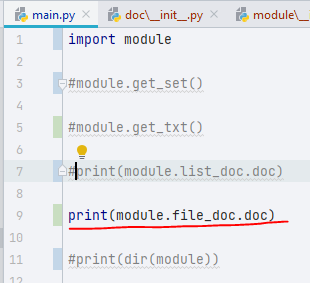 main.py
doc\__init__.py
module\
1 import module
2
3 #module.get_set()
4
5 #module.get_txt()
6
7 #print(module.list_doc.doc)
8
9 print(module.file_doc.doc)
10
11 #print(dir(module))
12